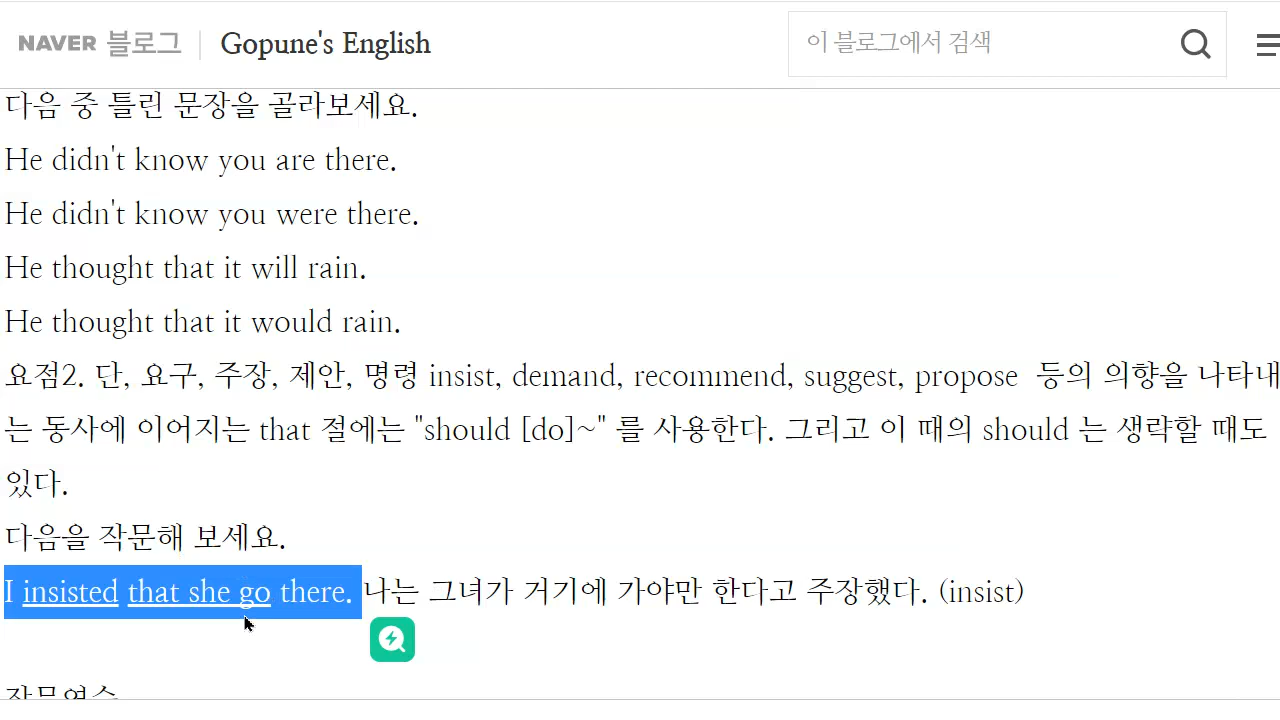 NAVER 블로그 Gopune's English 이 블로그에서 검색
다음 중 틀린 문장을 골라보세요.
He didn't know you are there.
He didn't know you were there.
He thought that it will rain.
He thought that it would rain.
요점2. 단, 요구, 주장, 제안, 명령 insist, demand, recommend, suggest, propose 등의 의향을 나타내
는 동사에 이어지는 that 절에는 "should [do]~" 를 사용한다. 그리고 이 때의 should 는 생략할 때도
있다.
다음을 작문해 보세요.
I insisted that she go there. 나는 그녀가 거기에 가야만 한다고 주장했다. (insist)
작문연습